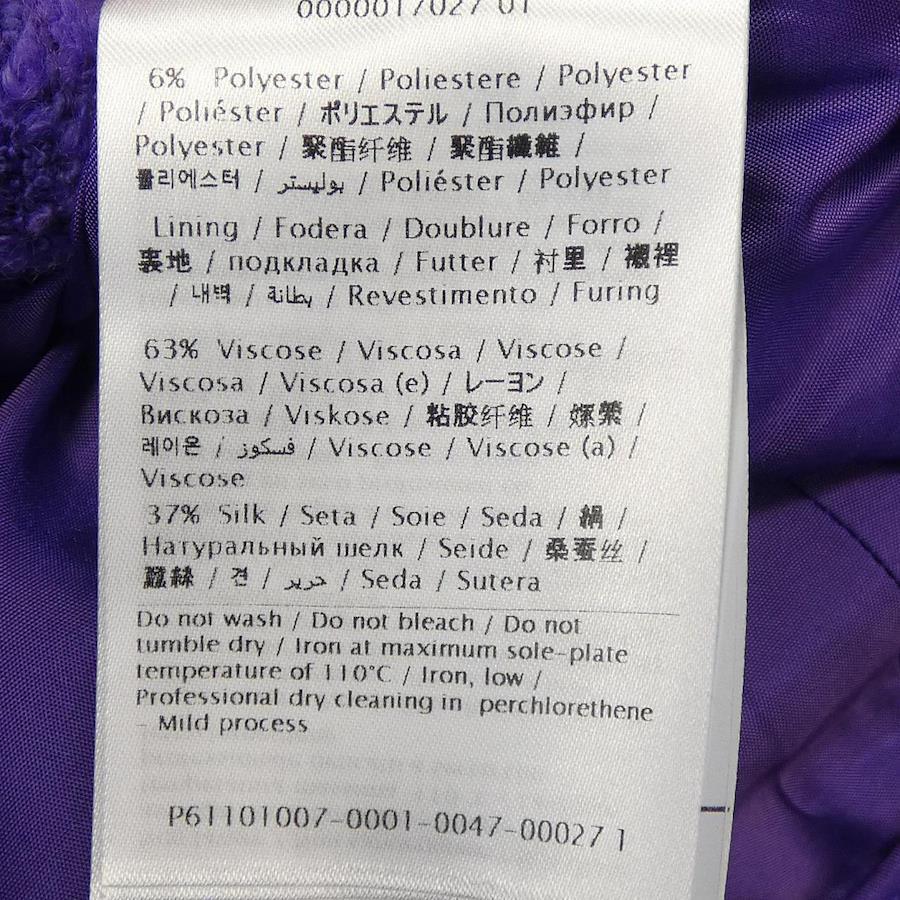 0000017027 01
6% Polyester / Poliestere / Polyester
/ Poliéster / ポリエステル / Полиэфир /
Polyester / 聚酯纤维 / 聚酯纖維 /
폴리에스터 / بوليستر / Poliéster / Polyester
Lining / Fodera / Doublure / Forro /
裏地 / подкладка / Futter / 衬里 / 襯裡
/ 내벽 / بطانة / Revestimento / Furing
63% Viscose / Viscosa / Viscose /
Viscosa / Viscosa (e) / レーヨン /
Вискоза / Viskose / 粘胶纤维 / 嫘縈 /
레이온 / فسكوز / Viscose / Viscose (a) /
Viscose
37% Silk / Seta / Soie / Seda / 絹 /
Натуральный шелк / Seide / 桑蚕丝 /
蠶絲 / 견 / حرير / Seda / Sutera
Do not wash / Do not bleach / Do not
tumble dry / Iron at maximum sole-plate
temperature of 110°C / Iron, low /
Professional dry cleaning in perchlorethene
- Mild process
P61101007-0001-0047-00027 1